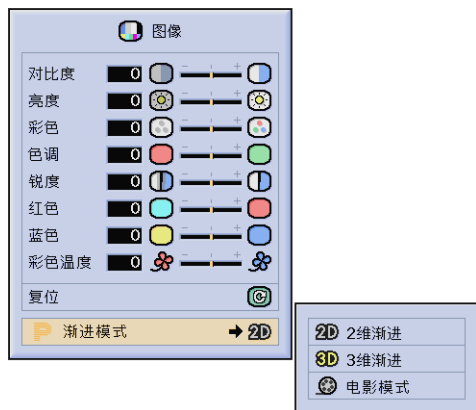 图像
对比度 0
亮度 0
彩色 0
色调 0
锐度 0
红色 0
蓝色 0
彩色温度 0
复位
P 渐进模式 2D
2D 2维渐进
3D 3维渐进
电影模式